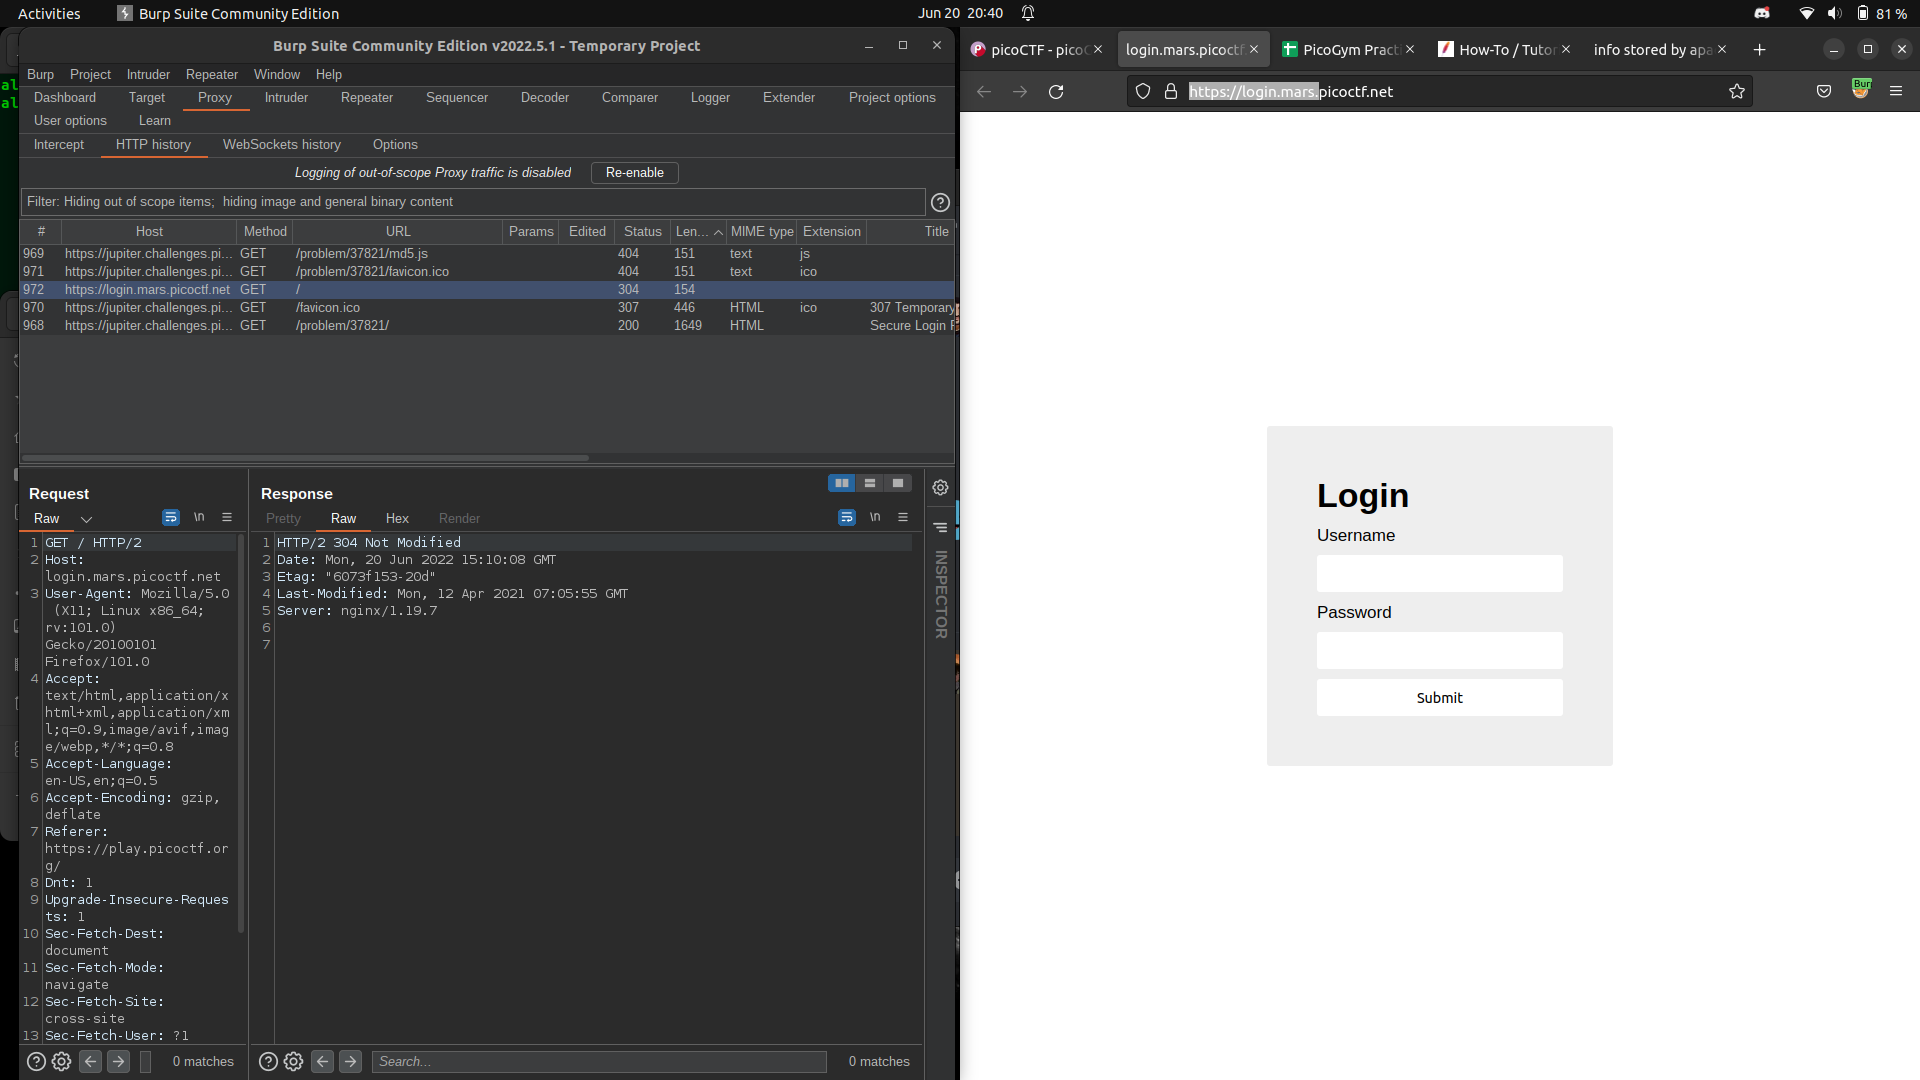 Activities
Burp Suite Community Edition
Jun 20 20:40
81 %
Burp Suite Community Edition v2022.5.1 - Temporary Project
Burp Project Intruder Repeater Window Help
Dashboard Target Proxy Intruder Repeater Sequencer Decoder Comparer Logger Extender Project options
User options Learn
Intercept HTTP history WebSockets history Options
Logging of out-of-scope Proxy traffic is disabled Re-enable
Filter: Hiding out of scope items; hiding image and general binary content
# Host Method URL Params Edited Status Len... MIME type Extension Title
969 https://jupiter.challenges.pi... GET /problem/37821/md5.js 404 151 text js
971 https://jupiter.challenges.pi... GET /problem/37821/favicon.ico 404 151 text ico
972 https://login.mars.picoctf.net GET / 304 154
970 https://jupiter.challenges.pi... GET /favicon.ico 307 446 HTML ico 307 Temporary
968 https://jupiter.challenges.pi... GET /problem/37821/ 200 1649 HTML Secure Login
Request
Raw \n
1 GET / HTTP/2
2 Host:
login.mars.picoctf.net
3 User-Agent: Mozilla/5.0
(X11; Linux x86_64;
rv:101.0)
Gecko/20100101
Firefox/101.0
4 Accept:
text/html,application/x
html+xml,application/xm
l;q=0.9,image/avif,imag
e/webp,*/*;q=0.8
5 Accept-Language:
en-US,en;q=0.5
6 Accept-Encoding: gzip,
deflate
7 Referer:
https://play.picoctf.or
g/
8 Dnt: 1
9 Upgrade-Insecure-Reques
ts: 1
10 Sec-Fetch-Dest:
document
11 Sec-Fetch-Mode:
navigate
12 Sec-Fetch-Site:
cross-site
13 Sec-Fetch-User: ?1
0 matches
Response
Pretty Raw Hex Render \n
1 HTTP/2 304 Not Modified
2 Date: Mon, 20 Jun 2022 15:10:08 GMT
3 Etag: "6073f153-20d"
4 Last-Modified: Mon, 12 Apr 2021 07:05:55 GMT
5 Server: nginx/1.19.7
6
7
Search...
0 matches
INSPECTOR
picoCTF - picoC
login.mars.picoctf
PicoGym Practi
How-To / Tutor
info stored by apa
https://login.mars.picoctf.net
Bur
Login
Username
Password
Submit